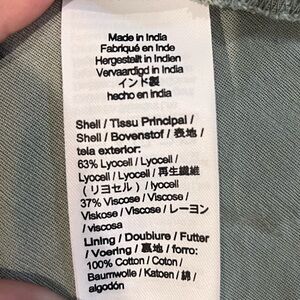 Made in India
Fabriqué en Inde
Hergestellt in Indien
Vervaardigd in India
インド製
hecho en india
Shell / Tissu Principal /
Shell / Bovenstof / 表地 /
tela exterior:
63% Lyocell / Lyocell /
Lyocell / Lyocell / 再生繊維
(リヨセル) / lyocell
37% Viscose / Viscose /
Viskose / Viscose / レーヨン
/ viscosa
Lining / Doublure / Futter
/ Voering / 裏地 / forro:
100% Cotton / Coton /
Baumwolle / Katoen / 綿 /
algodón